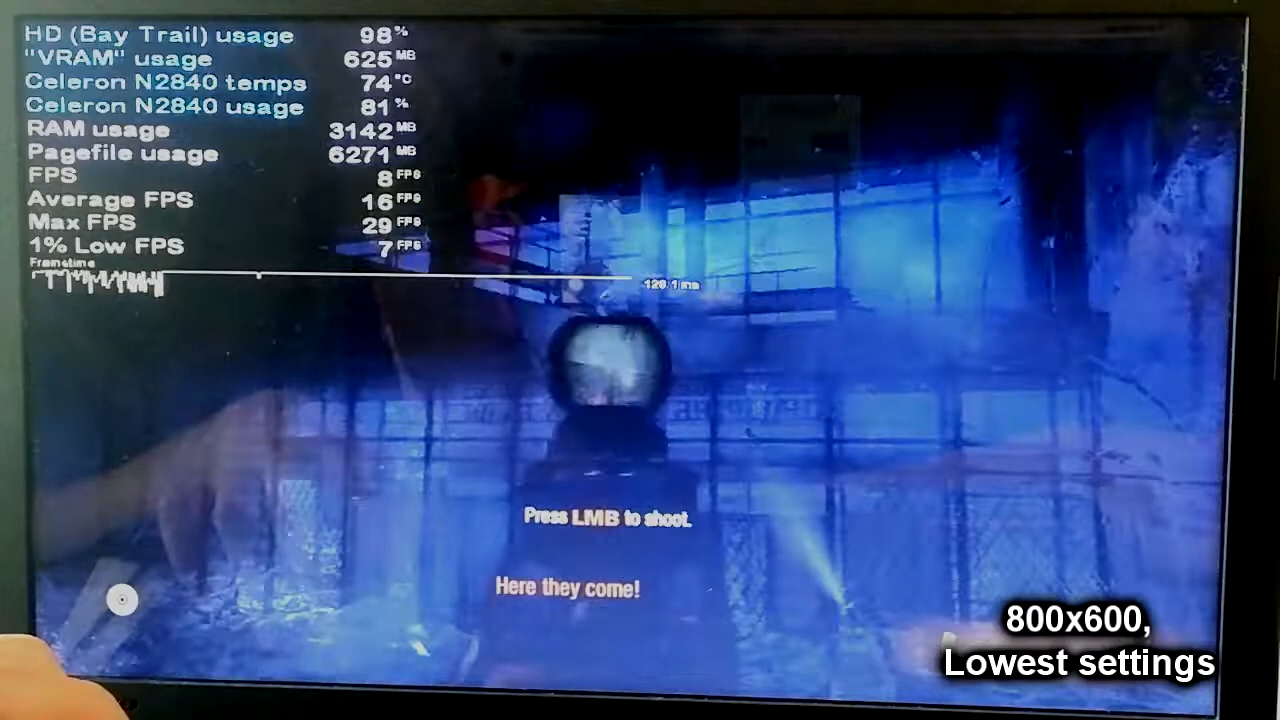 HD (Bay Trail) usage 98%
"VRAM" usage 625 MB
Celeron N2840 temps 74°C
Celeron N2840 usage 81%
RAM usage 3142 MB
Pagefile usage 6271 MB
FPS 8 FPS
Average FPS 16 FPS
Max FPS 29 FPS
1% Low FPS 7 FPS
Frametime
Press LMB to shoot.
Here they come!
800x600,
Lowest settings